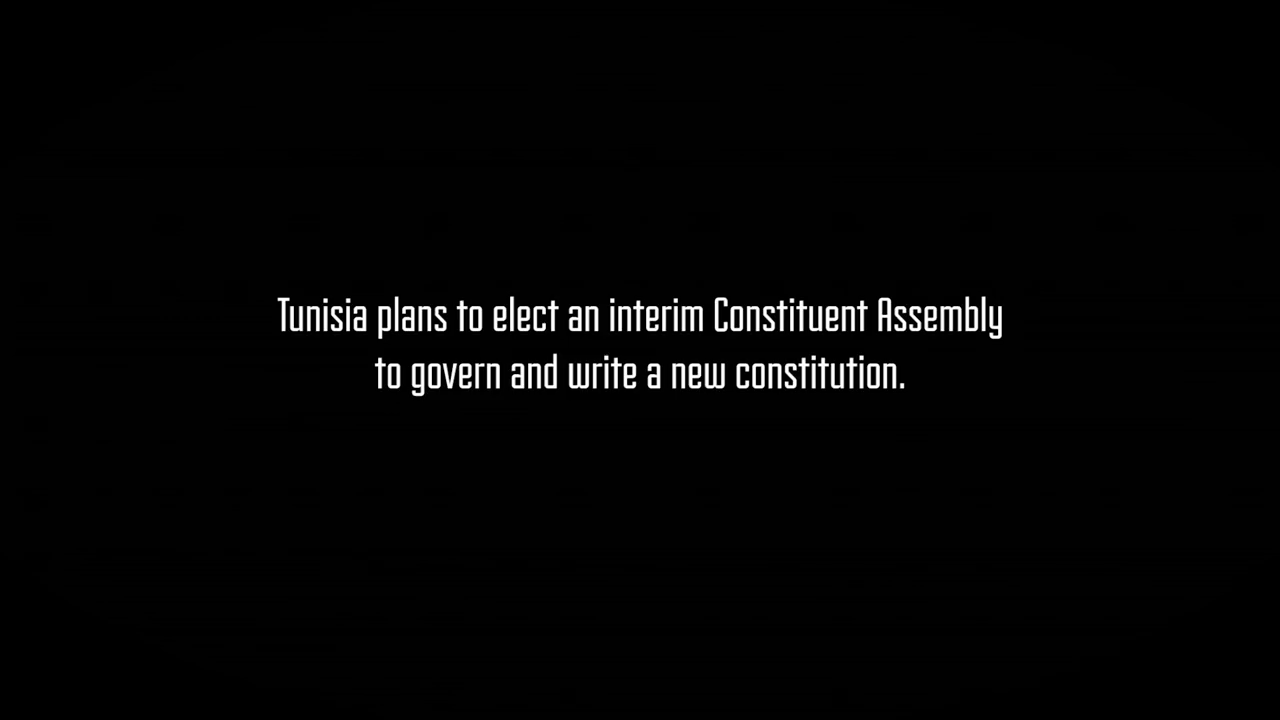 Tunisia plans to elect an interim Constituent Assembly
to govern and write a new constitution.